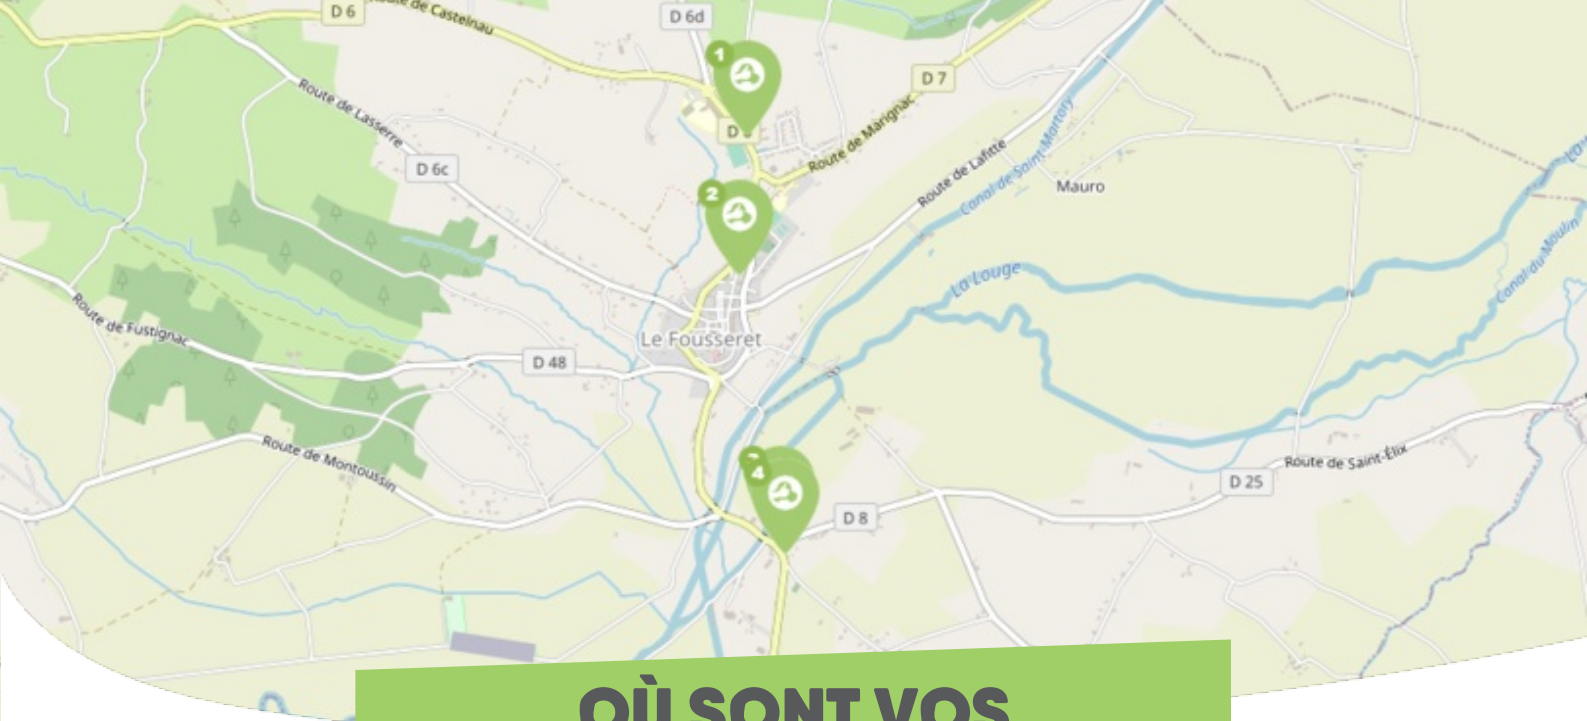 D 6
Route de Castelnau
D 6d
1
D 7
Route de Lasserre
Route de Marignac
D 6c
Route de Lafitte
Canal de Saint-Martory
Mauro
2
La Louge
Canal du Moulin
Route de Fustignac
Le Fousseret
D 48
Route de Montoussin
4
D 8
Route de Saint-Élix
D 25
OÙ SONT VOS